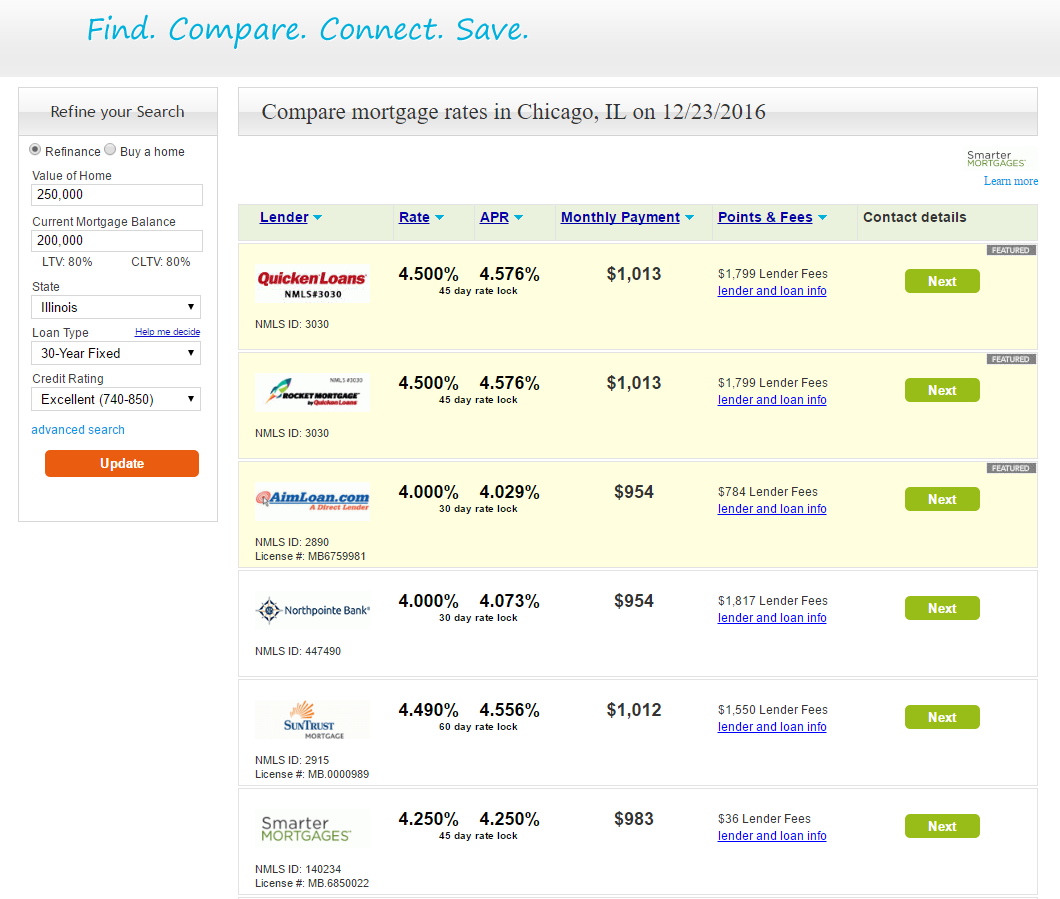 Find. Compare. Connect. Save.
Refine your Search
Refinance Buy a home
Value of Home
250,000
Current Mortgage Balance
200,000
LTV: 80% CLTV: 80%
State
Illinois
Loan Type Help me decide
30-Year Fixed
Credit Rating
Excellent (740-850)
advanced search
Update
Compare mortgage rates in Chicago, IL on 12/23/2016
Smarter
MORTGAGES
Learn more
Lender Rate APR Monthly Payment Points & Fees Contact details
FEATURED
Quicken Loans
NMLS#3030
4.500% 4.576% $1,013 $1,799 Lender Fees Next
45 day rate lock lender and loan info
NMLS ID: 3030
FEATURED
NMLS #3030
ROCKET MORTGAGE
by Quicken Loans
4.500% 4.576% $1,013 $1,799 Lender Fees Next
45 day rate lock lender and loan info
NMLS ID: 3030
FEATURED
AimLoan.com
A Direct Lender
4.000% 4.029% $954 $784 Lender Fees Next
30 day rate lock lender and loan info
NMLS ID: 2890
License #: MB6759981
Northpointe Bank
4.000% 4.073% $954 $1,817 Lender Fees Next
30 day rate lock lender and loan info
NMLS ID: 447490
SUNTRUST
MORTGAGE
4.490% 4.556% $1,012 $1,550 Lender Fees Next
60 day rate lock lender and loan info
NMLS ID: 2915
License #: MB.0000989
Smarter
MORTGAGES
4.250% 4.250% $983 $36 Lender Fees Next
45 day rate lock lender and loan info
NMLS ID: 140234
License #: MB.6850022